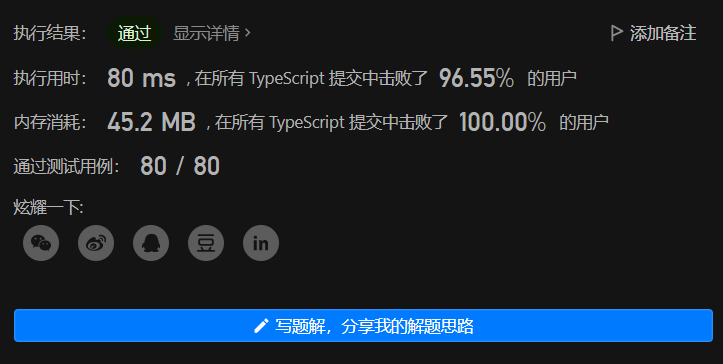 执行结果： 通过 显示详情 > 添加备注
执行用时： 80 ms , 在所有 TypeScript 提交中击败了 96.55% 的用户
内存消耗： 45.2 MB , 在所有 TypeScript 提交中击败了 100.00% 的用户
通过测试用例： 80 / 80
炫耀一下:
豆 in
写题解，分享我的解题思路